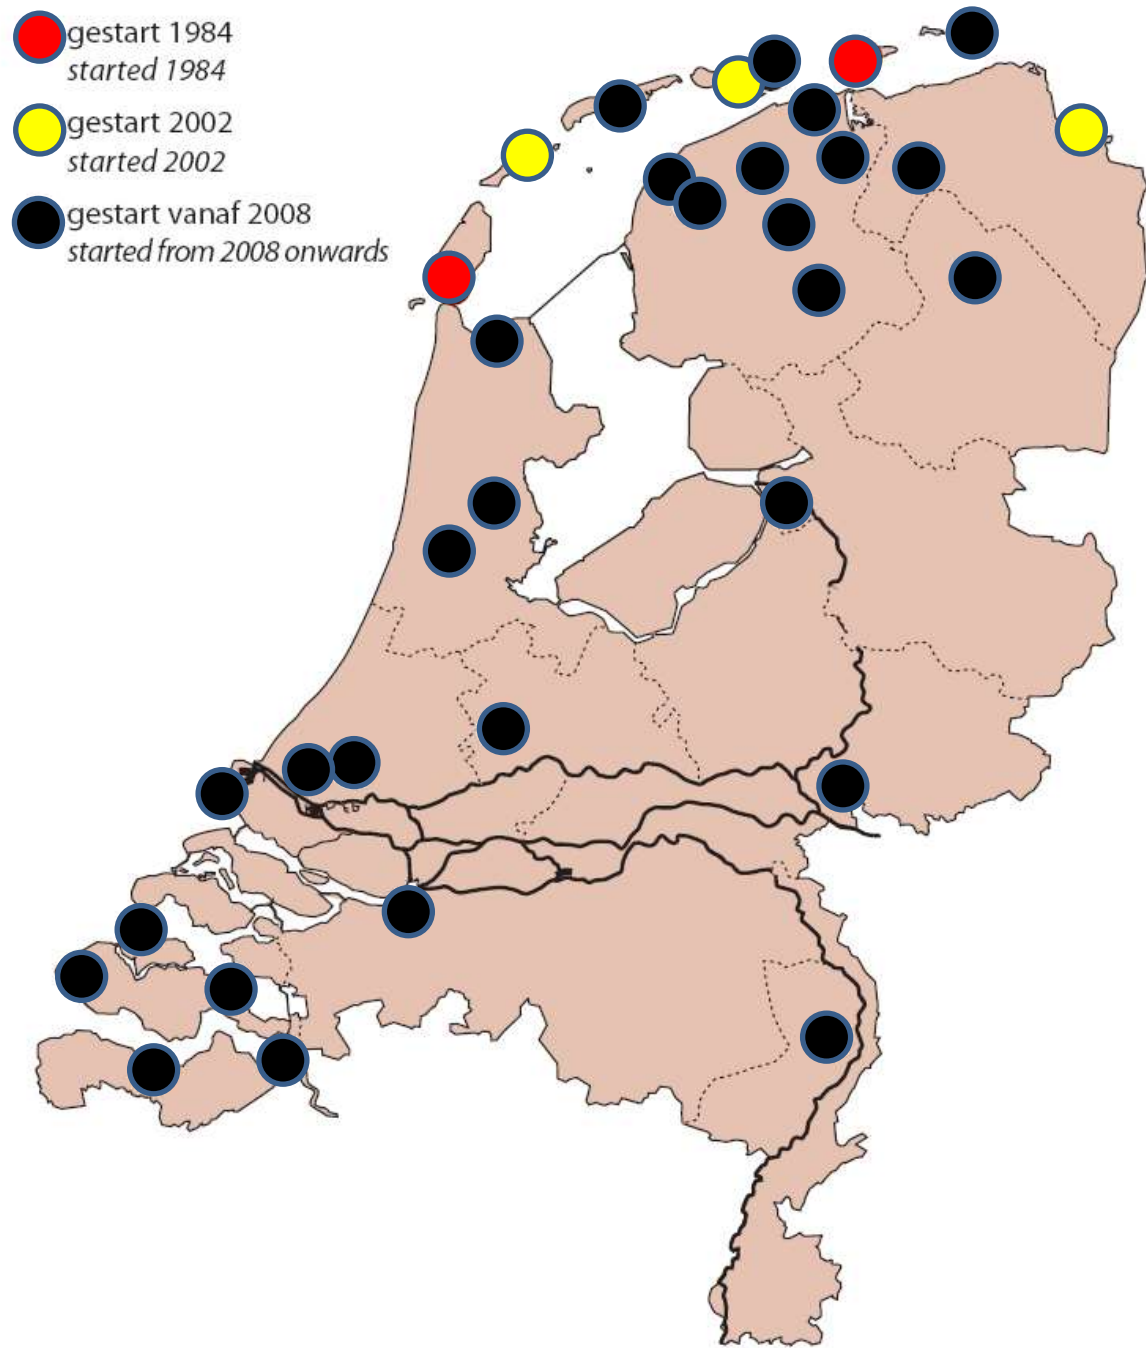 gestart 1984
started 1984
gestart 2002
started 2002
gestart vanaf 2008
started from 2008 onwards